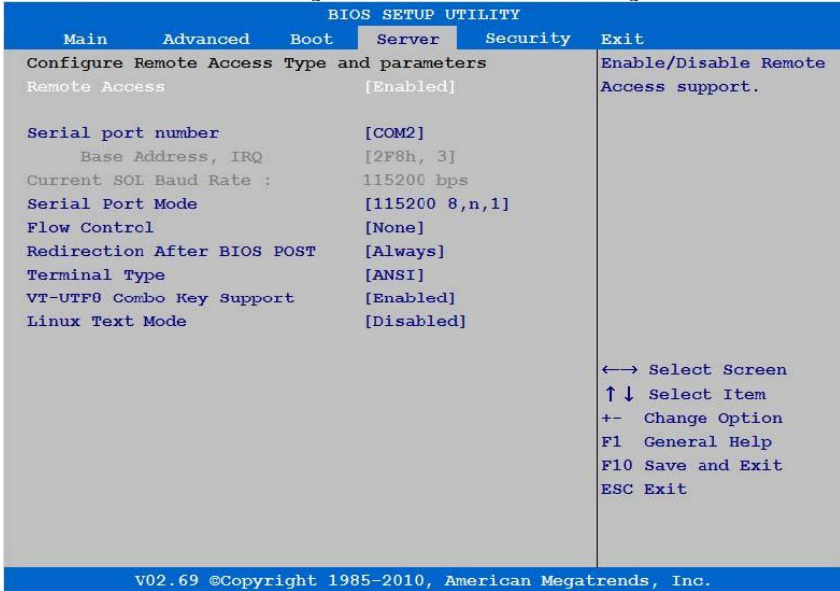 BIOS SETUP UTILITY
Main Advanced Boot Server Security Exit
Configure Remote Access Type and parameters
Remote Access [Enabled]
Serial port number [COM2]
Base Address, IRQ [2F8h, 3]
Current SOL Baud Rate : 115200 bps
Serial Port Mode [115200 8,n,1]
Flow Control [None]
Redirection After BIOS POST [Always]
Terminal Type [ANSI]
VT-UTF8 Combo Key Support [Enabled]
Linux Text Mode [Disabled]
Enable/Disable Remote
Access support.
←→ Select Screen
↑↓ Select Item
+- Change Option
F1 General Help
F10 Save and Exit
ESC Exit
V02.69 ©Copyright 1985-2010, American Megatrends, Inc.